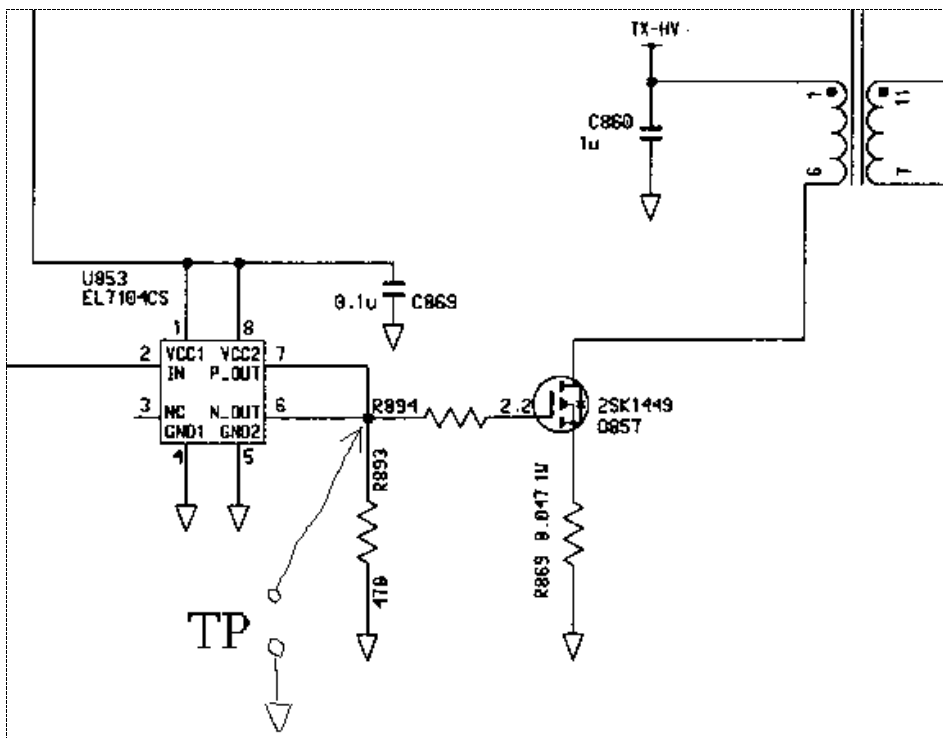 TX-HV
1
11
C860
1u
6
7
U853
EL7104CS
0.1u
C869
1
8
2
VCC1
VCC2
7
IN
P_OUT
3
NC
N_OUT
6
GND1
GND2
4
5
R894
2.2
2SK1449
Q857
R893
470
R869 0.047 1W
TP